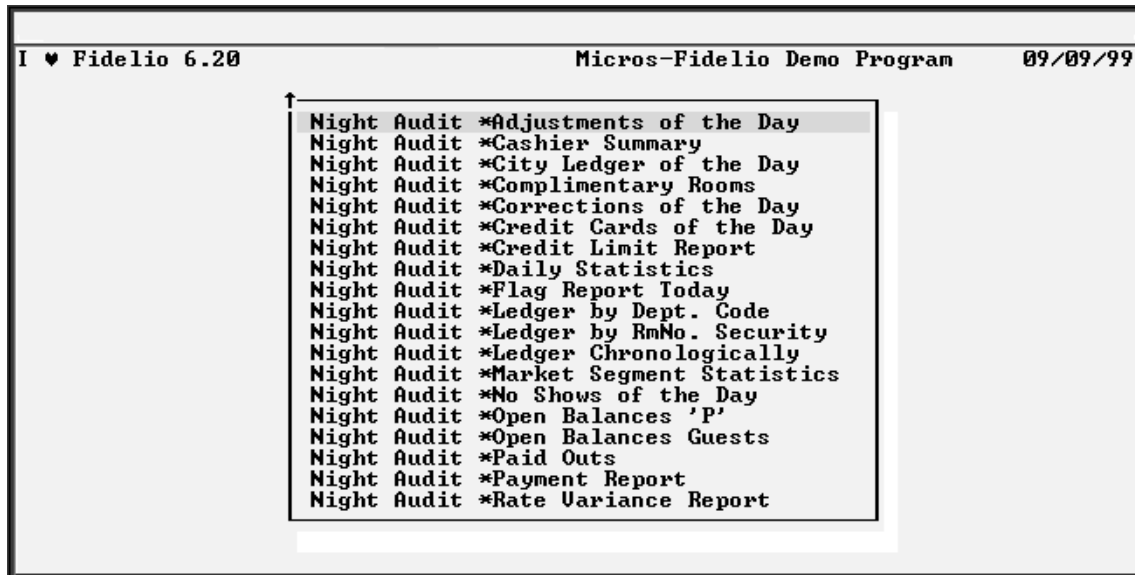 I ♥ Fidelio 6.20 Micros-Fidelio Demo Program 09/09/99
Night Audit *Adjustments of the Day
Night Audit *Cashier Summary
Night Audit *City Ledger of the Day
Night Audit *Complimentary Rooms
Night Audit *Corrections of the Day
Night Audit *Credit Cards of the Day
Night Audit *Credit Limit Report
Night Audit *Daily Statistics
Night Audit *Flag Report Today
Night Audit *Ledger by Dept. Code
Night Audit *Ledger by RmNo. Security
Night Audit *Ledger Chronologically
Night Audit *Market Segment Statistics
Night Audit *No Shows of the Day
Night Audit *Open Balances 'P'
Night Audit *Open Balances Guests
Night Audit *Paid Outs
Night Audit *Payment Report
Night Audit *Rate Variance Report